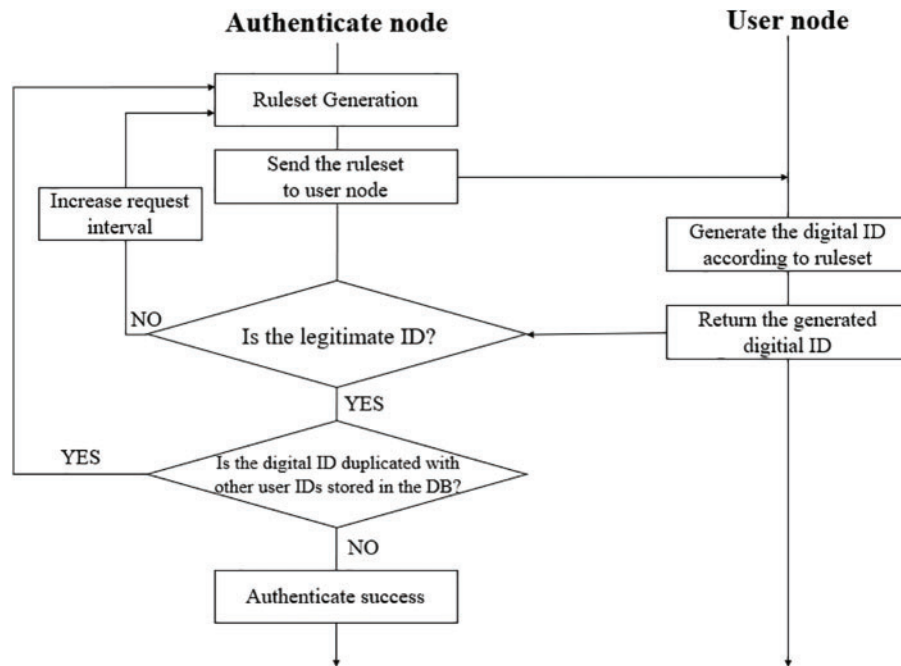 Authenticate node
User node
Ruleset Generation
Send the ruleset
to user node
Increase request
interval
Generate the digital ID
according to ruleset
NO
Is the legitimate ID?
Return the generated
digitial ID
YES
YES
Is the digital ID duplicated with
other user IDs stored in the DB?
NO
Authenticate success